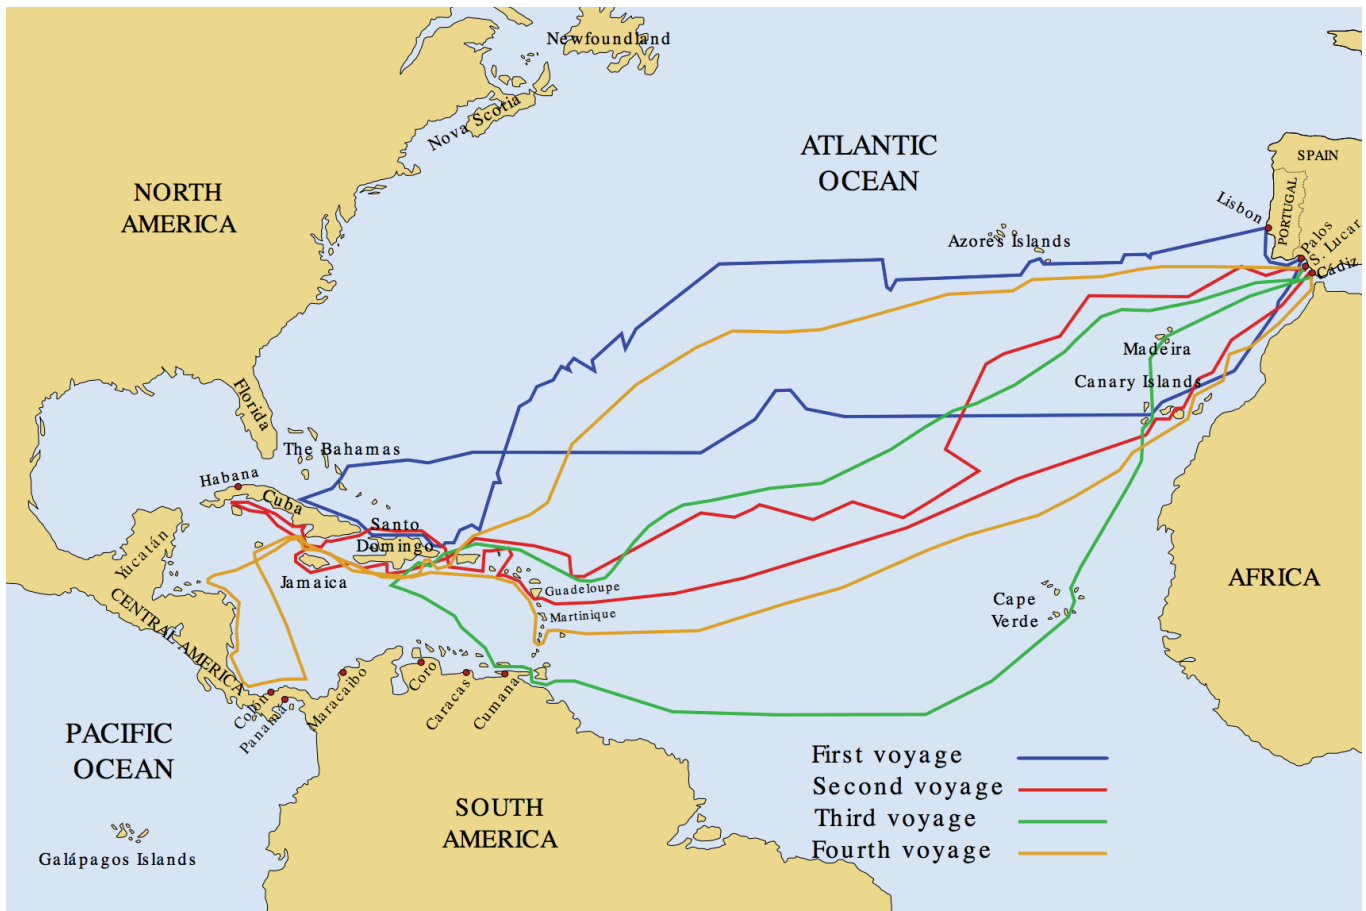 Newfoundland
Nova Scotia
ATLANTIC
OCEAN
SPAIN
PORTUGAL
NORTH
AMERICA
Lisbon
Palos
S. Lucar
Cádiz
Azores Islands
Madeira
Canary Islands
Florida
The Bahamas
Habana
Cuba
Santo
Domingo
Yucatán
Jamaica
Guadeloupe
Martinique
AFRICA
Cape
Verde
CENTRAL AMERICA
Colón
Panamá
Maracaibo
Coro
Caracas
Cumana
PACIFIC
OCEAN
SOUTH
AMERICA
Galápagos Islands
First voyage
Second voyage
Third voyage
Fourth voyage